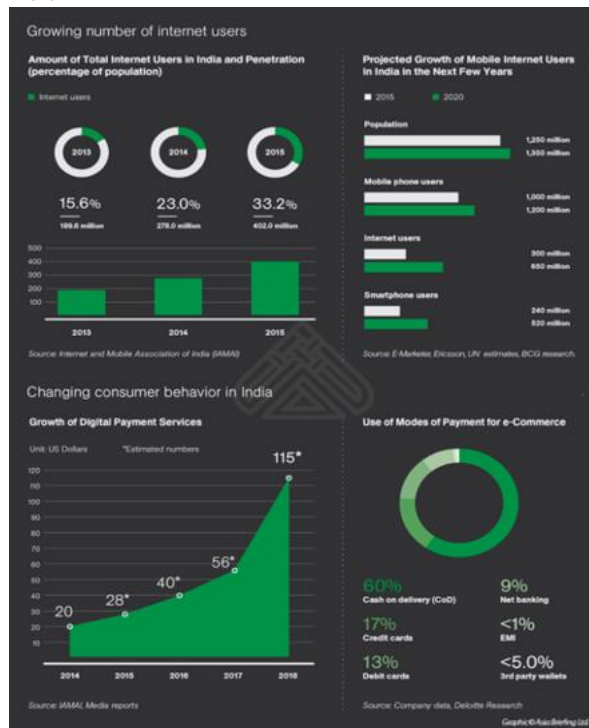 Growing number of internet users
Amount of Total Internet Users in India and Penetration
(percentage of population)
Internet users
2013
2014
2015
15.6%
23.0%
33.2%
189.6 million
278.0 million
402.0 million
500
400
300
200
100
2013
2014
2015
Source: Internet and Mobile Association of India (IAMAI)
Projected Growth of Mobile Internet Users
in India in the Next Few Years
2015
2020
Population
1,250 million
1,350 million
Mobile phone users
1,000 million
1,200 million
Internet users
300 million
650 million
Smartphone users
240 million
520 million
Source: E-Marketer, Ericsson, UN estimates, BCG research.
Changing consumer behavior in India
Growth of Digital Payment Services
Unit: US Dollars
*Estimated numbers
120
110
100
90
80
70
60
50
40
30
20
10
20
28*
40*
56*
115*
2014
2015
2016
2017
2018
Source: IAMAI, Media reports
Use of Modes of Payment for e-Commerce
60%
Cash on delivery (CoD)
9%
Net banking
17%
Credit cards
<1%
EMI
13%
Debit cards
<5.0%
3rd party wallets
Source: Company data, Deloitte Research
Graphic© Asia Briefing Ltd.